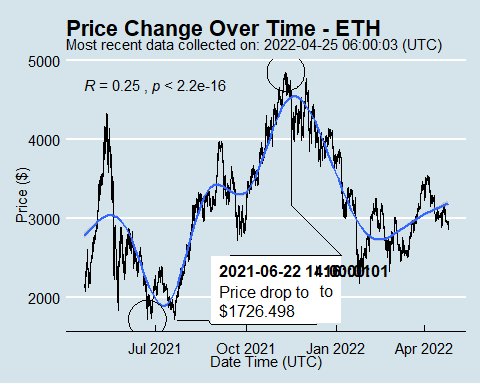 Price Change Over Time - ETH
Most recent data collected on: 2022-04-25 06:00:03 (UTC)
R = 0.25 , p < 2.2e-16
5000
4000
3000
2000
Price ($)
2021-06-22 14:
Price drop to
to
$1726.498
Jul 2021
Oct 2021
Jan 2022
Apr 2022
Date Time (UTC)